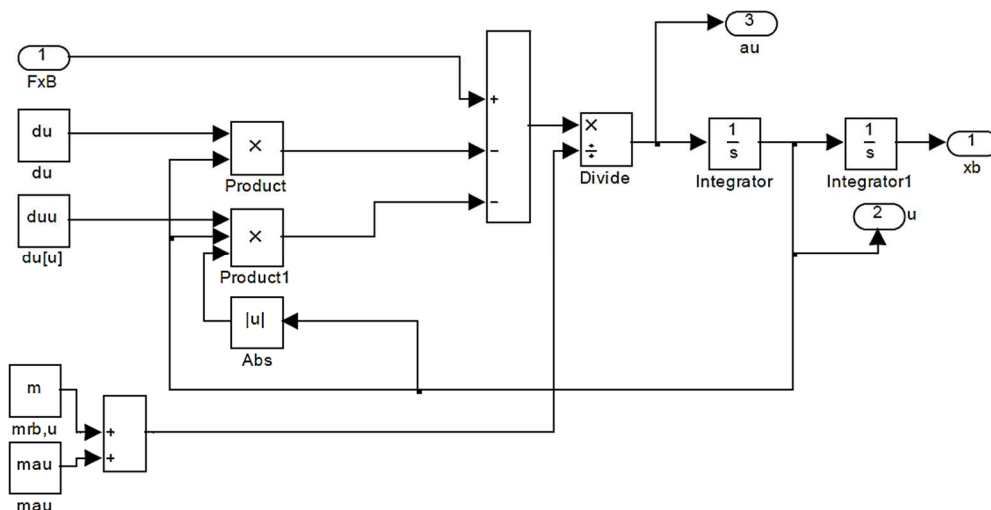 3
au
1
FxB
du
du
+
−
−
×
Product
×
÷
Divide
1
s
Integrator
1
s
Integrator1
1
xb
duu
du[u]
×
Product1
2
u
|u|
Abs
m
mrb,u
+
+
mau
mau